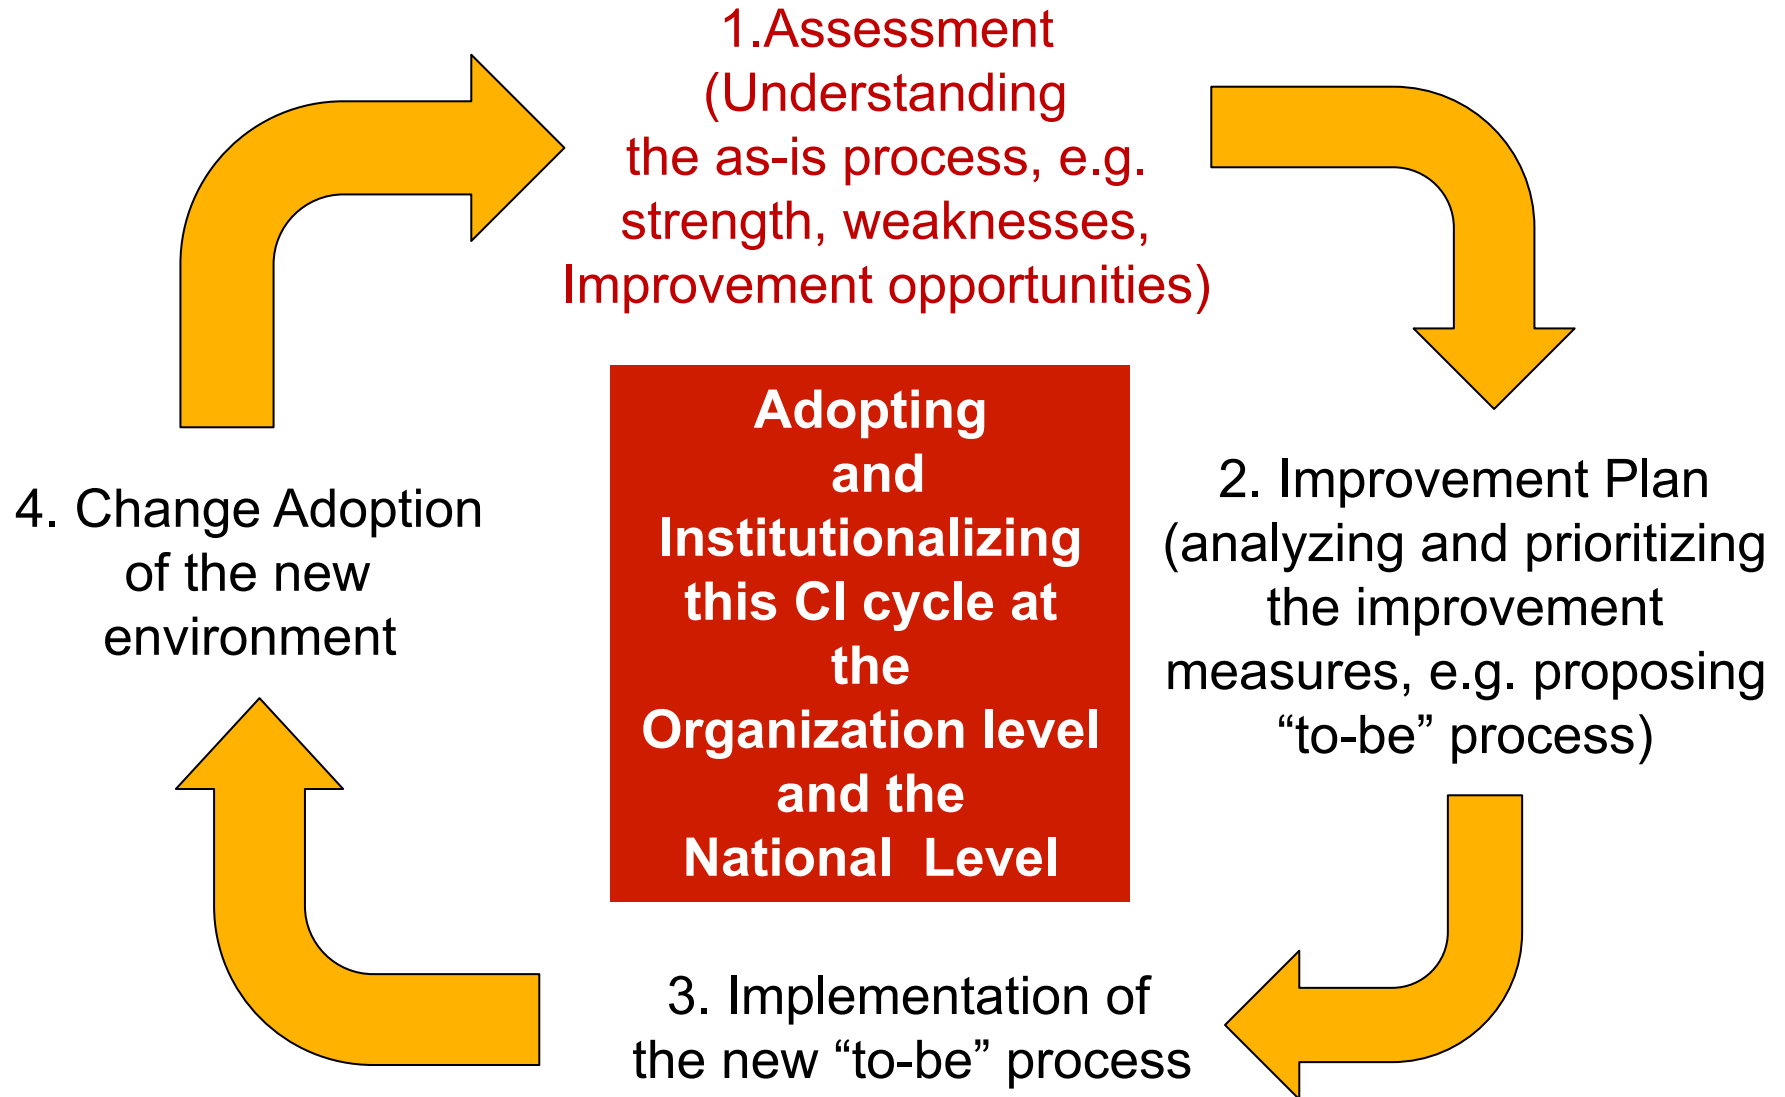 1.Assessment
(Understanding
the as-is process, e.g.
strength, weaknesses,
Improvement opportunities)
2. Improvement Plan
(analyzing and prioritizing
the improvement
measures, e.g. proposing
“to-be” process)
3. Implementation of
the new “to-be” process
4. Change Adoption
of the new
environment
Adopting
and
Institutionalizing
this CI cycle at
the
Organization level
and the
National  Level